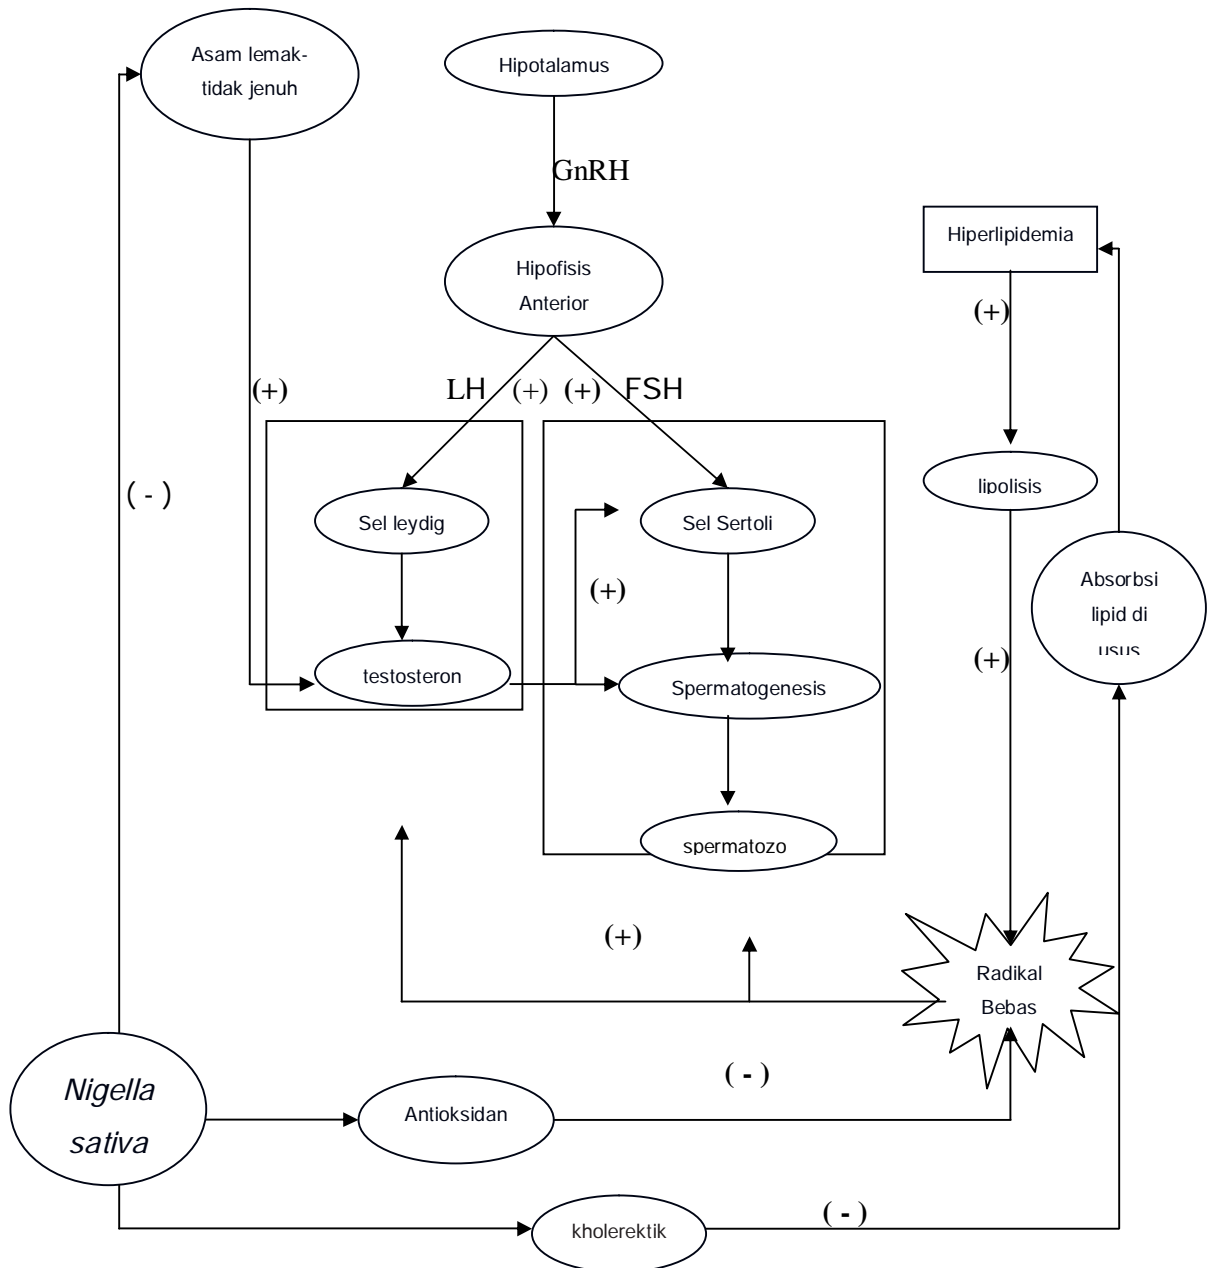 Asam lemak-
tidak jenuh
Hipotalamus
GnRH
Hiperlipidemia
Hipofisis
Anterior
(+)
(+)
LH
(+)
(+)
FSH
(-)
lipolisis
Sel leydig
Sel Sertoli
(+)
Absorbsi
lipid di
usus
(+)
testosteron
Spermatogenesis
spermatozo
(+)
Radikal
Bebas
Nigella
sativa
(-)
Antioksidan
(-)
kholerektik